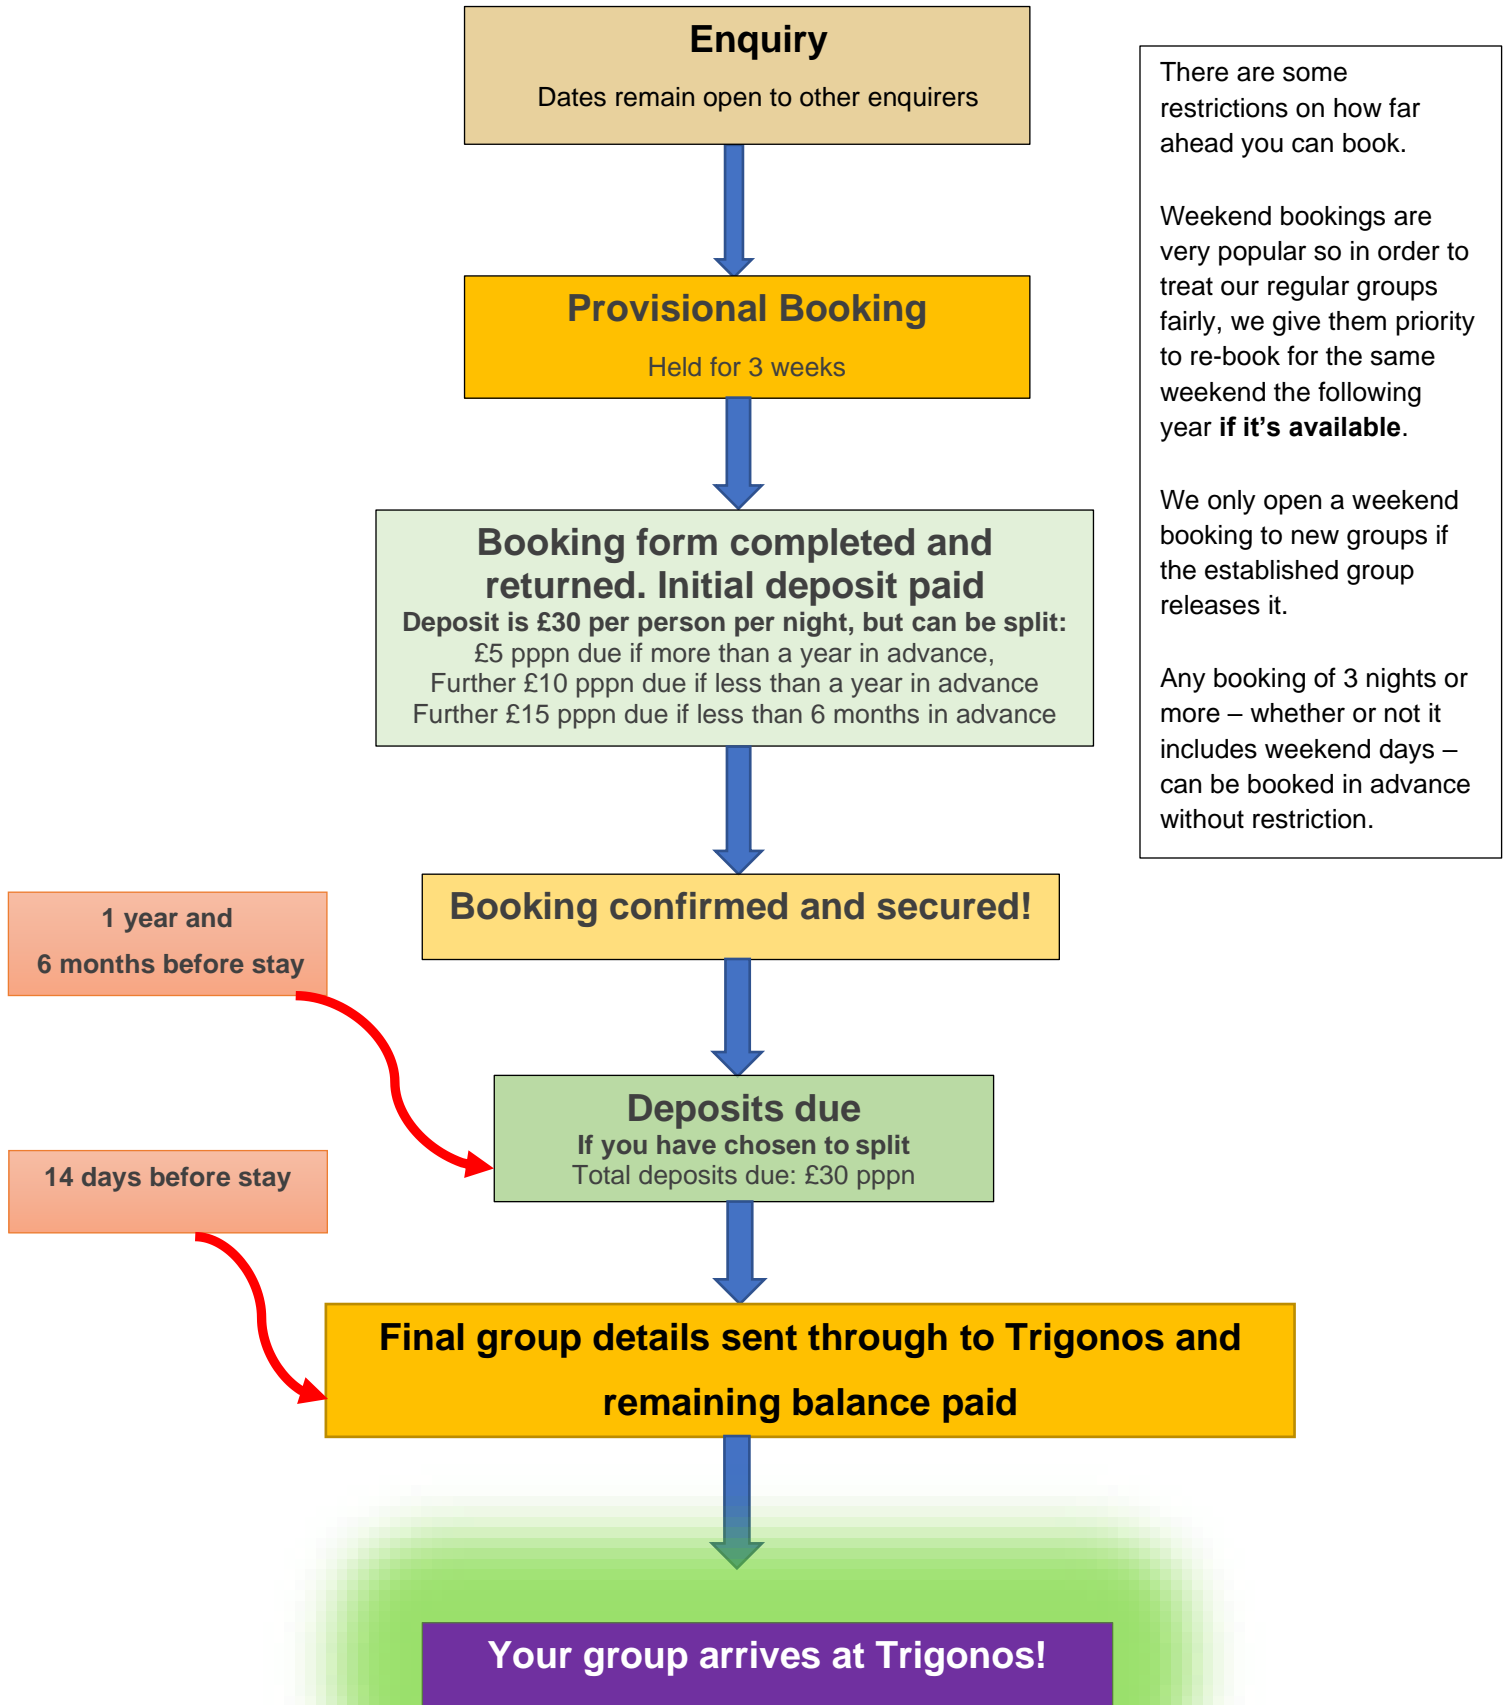 Enquiry
Dates remain open to other enquirers
There are some
restrictions on how far
ahead you can book.
Weekend bookings are
very popular so in order to
treat our regular groups
fairly, we give them priority
to re-book for the same
weekend the following
year if it’s available.
We only open a weekend
booking to new groups if
the established group
releases it.
Any booking of 3 nights or
more – whether or not it
includes weekend days –
can be booked in advance
without restriction.
Provisional Booking
Held for 3 weeks
Booking form completed and
returned. Initial deposit paid
Deposit is £30 per person per night, but can be split:
£5 pppn due if more than a year in advance,
Further £10 pppn due if less than a year in advance
Further £15 pppn due if less than 6 months in advance
Booking confirmed and secured!
1 year and
6 months before stay
Deposits due
If you have chosen to split
Total deposits due: £30 pppn
14 days before stay
Final group details sent through to Trigonos and
remaining balance paid
Your group arrives at Trigonos!